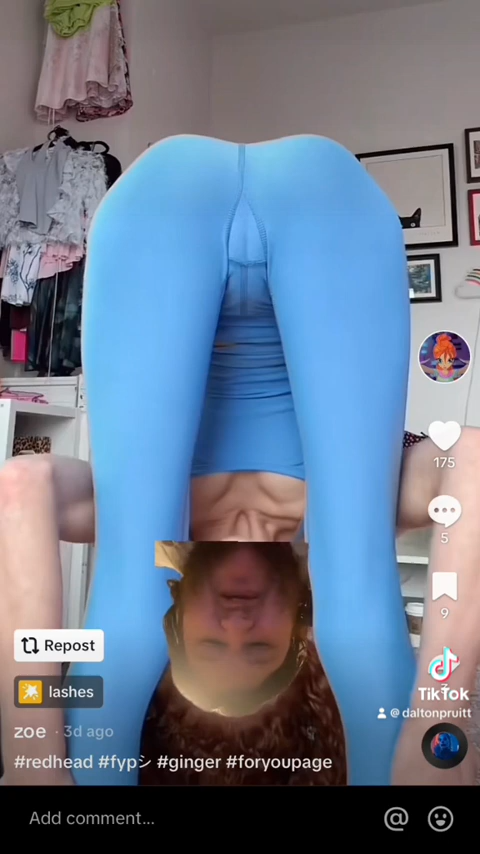 175
5
9
Repost
lashes
TikTok
@daltonpruitt
zoe · 3d ago
#redhead #fypシ #ginger #foryoupage
Add comment...